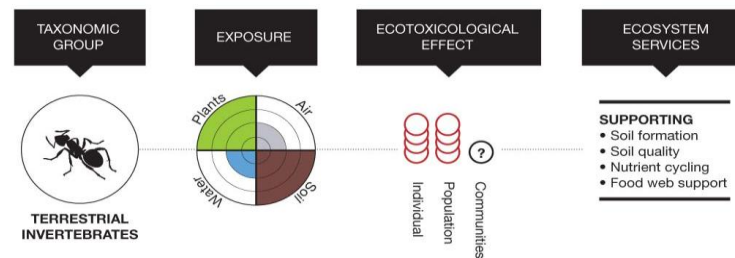 TAXONOMIC
GROUP
EXPOSURE
ECOTOXICOLOGICAL
EFFECT
ECOSYSTEM
SERVICES
TERRESTRIAL
INVERTEBRATES
Plants
Air
Water
Soil
?
Individual
Population
Communities
SUPPORTING
• Soil formation
• Soil quality
• Nutrient cycling
• Food web support